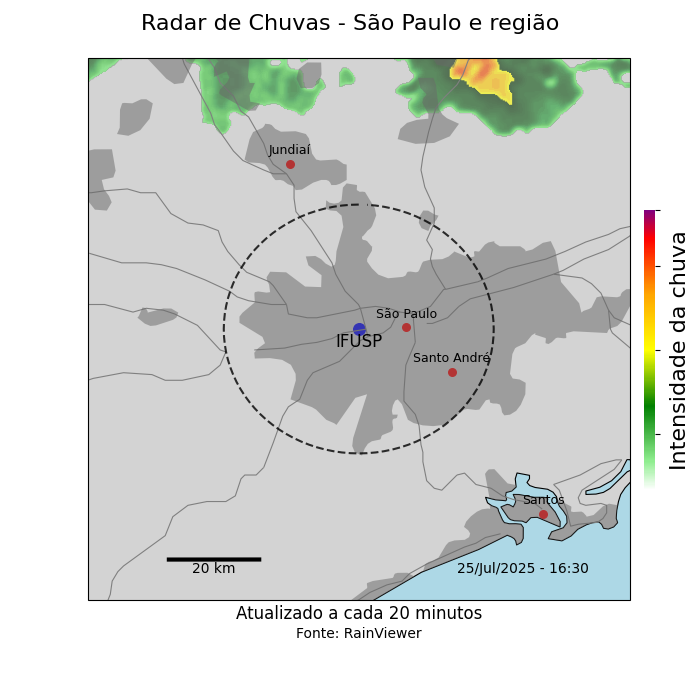 Radar de Chuvas - São Paulo e região
Jundiaí
São Paulo
IFUSP
Santo André
Santos
20 km
25/Jul/2025 - 16:30
Intensidade da chuva
Atualizado a cada 20 minutos
Fonte: RainViewer